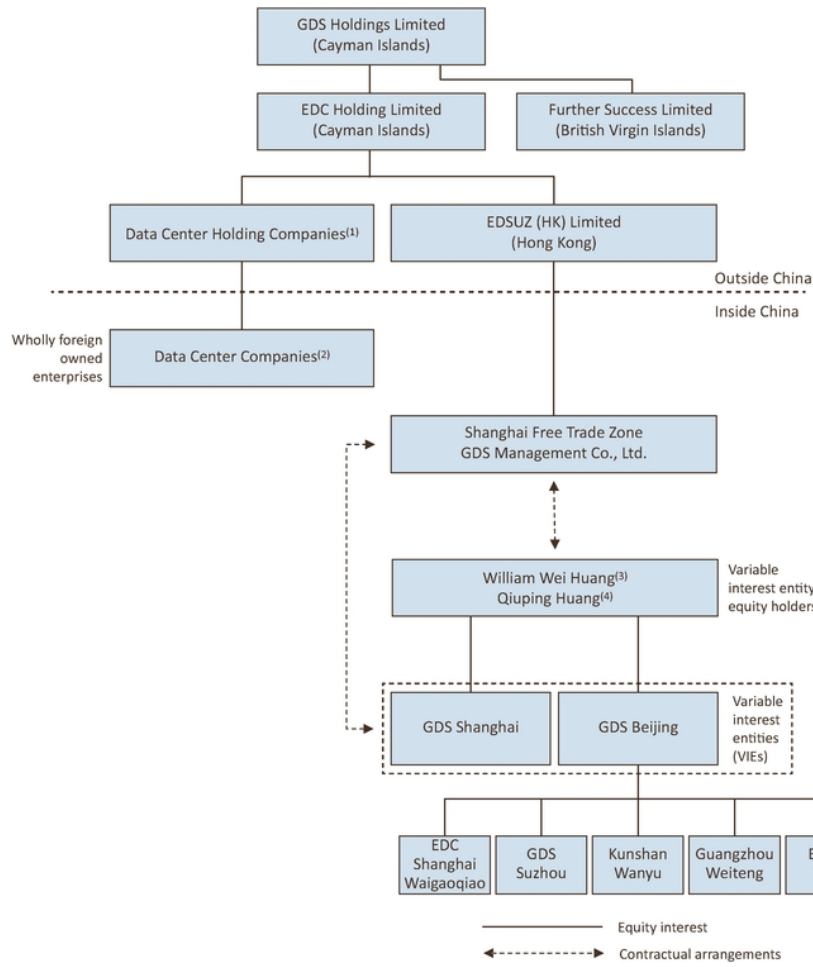 GDS Holdings Limited
(Cayman Islands)
EDC Holding Limited
(Cayman Islands)
Further Success Limited
(British Virgin Islands)
Data Center Holding Companies(1)
EDSUZ (HK) Limited
(Hong Kong)
Outside China
Inside China
Wholly foreign
owned
enterprises
Data Center Companies(2)
Shanghai Free Trade Zone
GDS Management Co., Ltd.
William Wei Huang(3)
Qiuping Huang(4)
Variable
interest entity
equity holders
GDS Shanghai
GDS Beijing
Variable
interest
entities
(VIEs)
EDC
Shanghai
Waigaoqiao
GDS
Suzhou
Kunshan
Wanyu
Guangzhou
Weiteng
Equity interest
Contractual arrangements